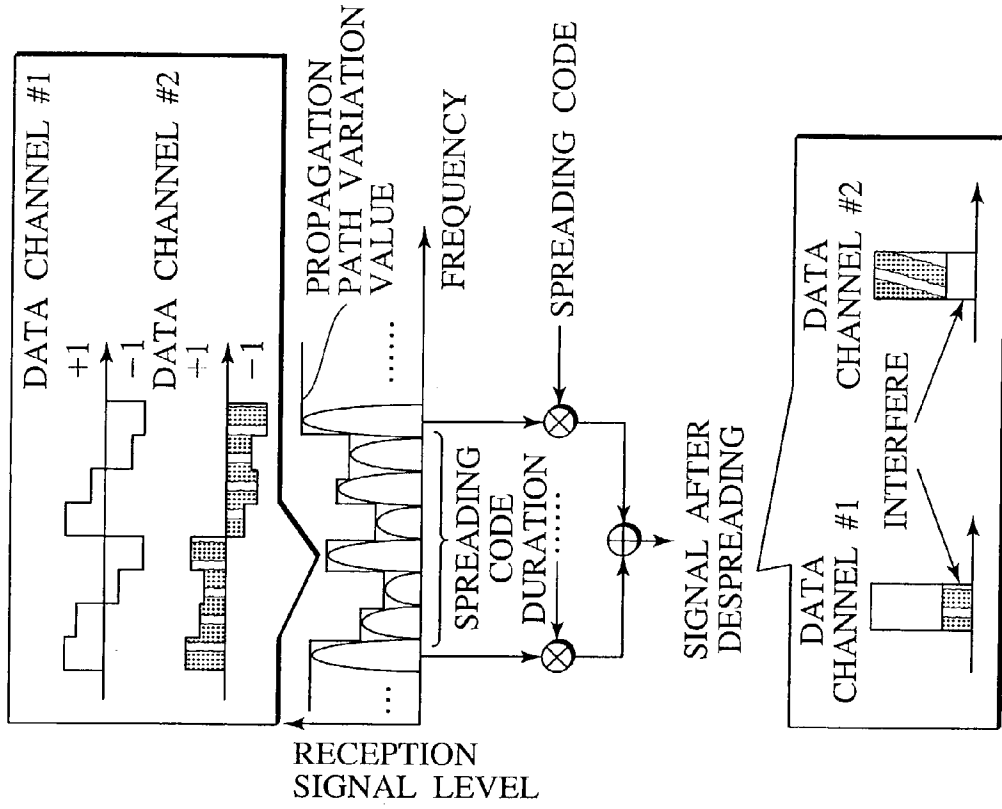 DATA CHANNEL #1
+1
−1
DATA CHANNEL #2
+1
−1
RECEPTION
SIGNAL LEVEL
PROPAGATION
PATH VARIATION
VALUE
...
......
FREQUENCY
SPREADING
CODE
DURATION
......
SPREADING CODE
SIGNAL AFTER
DESPREADING
DATA
CHANNEL #1
DATA
CHANNEL #2
INTERFERE